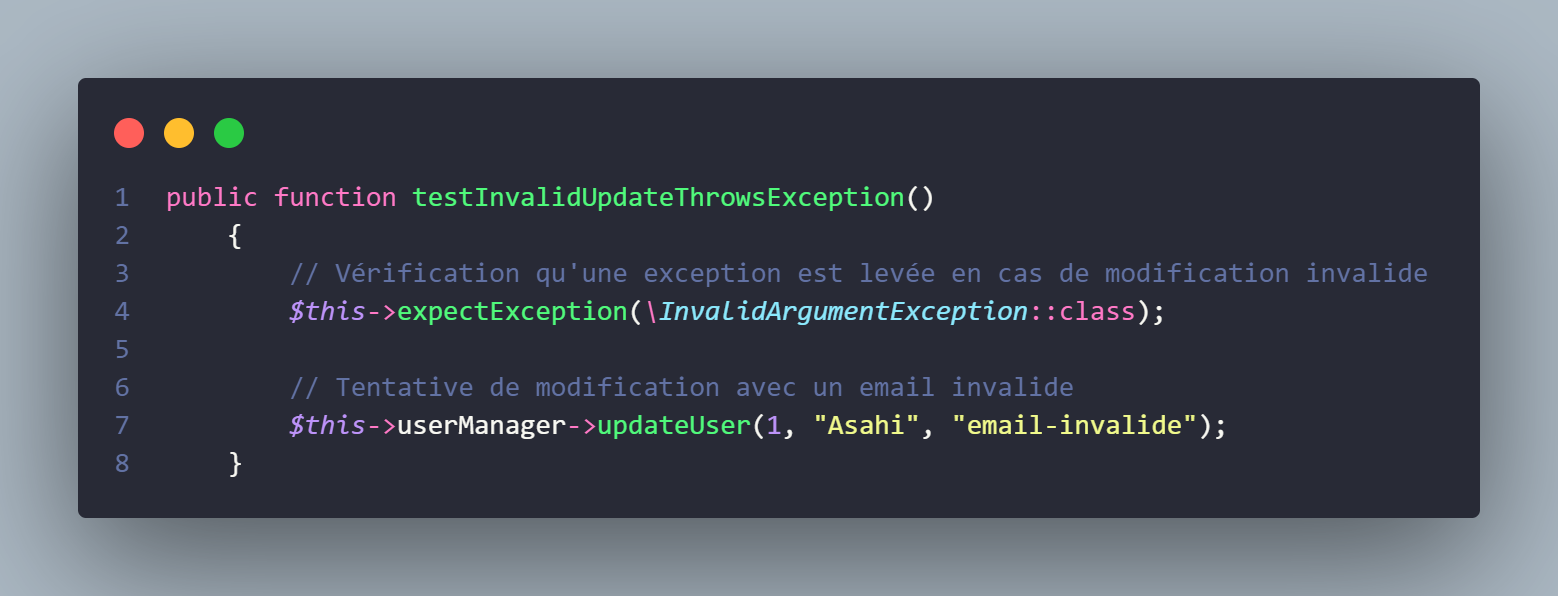 1 public function testInvalidUpdateThrowsException()
2     {
3         // Vérification qu'une exception est levée en cas de modification invalide
4         $this->expectException(\InvalidArgumentException::class);
5
6         // Tentative de modification avec un email invalide
7         $this->userManager->updateUser(1, "Asahi", "email-invalide");
8     }